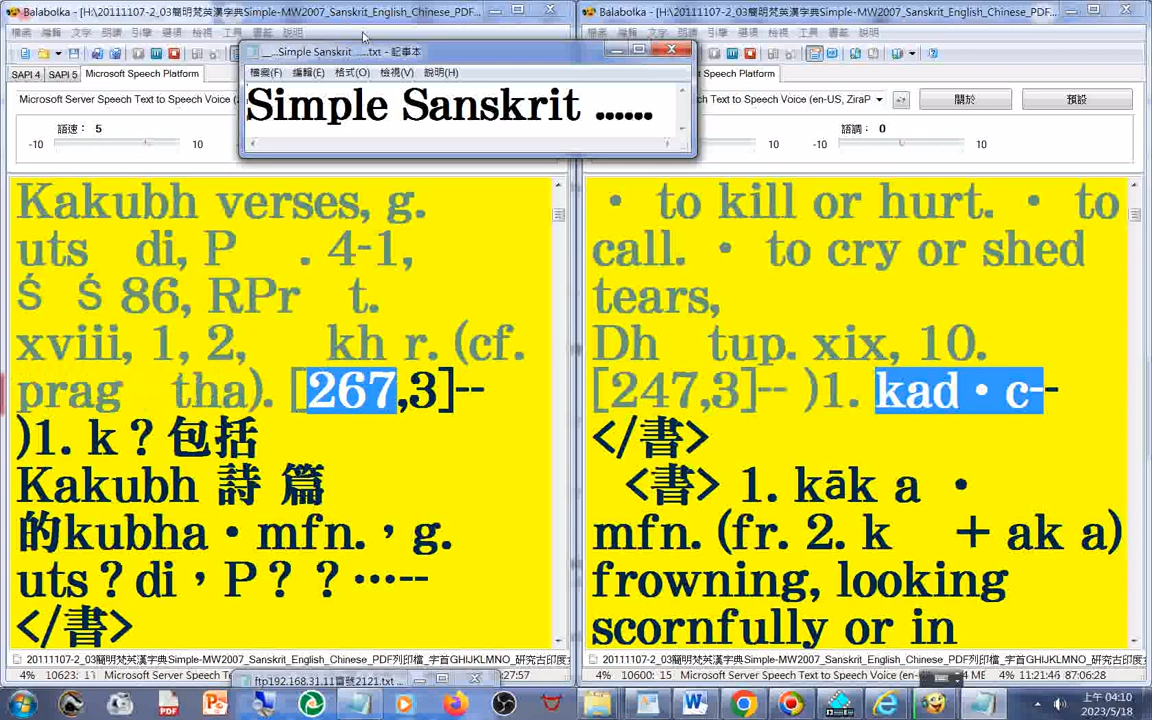 Balabolka - [H:\20111107-2_03簡明梵英漢字典Simple-MW2007_Sanskrit_English_Chinese_PDF...
Balabolka - [H:\20111107-2_03簡明梵英漢字典Simple-MW2007_Sanskrit_English_Chinese_PDF...
__...Simple Sanskrit ......txt - 記事本
檔案(F) 編輯(E) 格式(O) 檢視(V) 說明(H)
Simple Sanskrit ......
SAPI 4 SAPI 5 Microsoft Speech Platform
t Speech Platform
Microsoft Server Speech Text to Speech Voice (
ch Text to Speech Voice (en-US, ZiraP
關於
預設
語速： 5
語調： 0
-10 10
10 -10 10
Kakubh verses, g.
uts di, P . 4-1,
Ś Ś 86, RPr t.
xviii, 1, 2, kh r. (cf.
prag tha). [267,3]--
)1. k？包括
Kakubh 詩 篇
的kubha・mfn.，g.
uts？di，P？？…--
</書>
・ to kill or hurt. ・ to
call. ・ to cry or shed
tears,
Dh tup. xix, 10.
[247,3]-- )1. kad・c--
</書>
<書> 1. kāk a ・
mfn. (fr. 2. k ＋ak a)
frowning, looking
scornfully or in
20111107-2_03簡明梵英漢字典Simple-MW2007_Sanskrit_English_Chinese_PDF列印檔_字首GHIJKLMNO_研究古印度
20111107-2_03簡明梵英漢字典Simple-MW2007_Sanskrit_English_Chinese_PDF列印檔_字首GHIJKLMNO_研究古印度
4% 10623: 1 Microsoft Server Speech T
27:57
4% 10600: 15 Microsoft Server Speech Text to Speech
4 ME 11:21:46 87:06:28
上午 04:10
2023/5/18